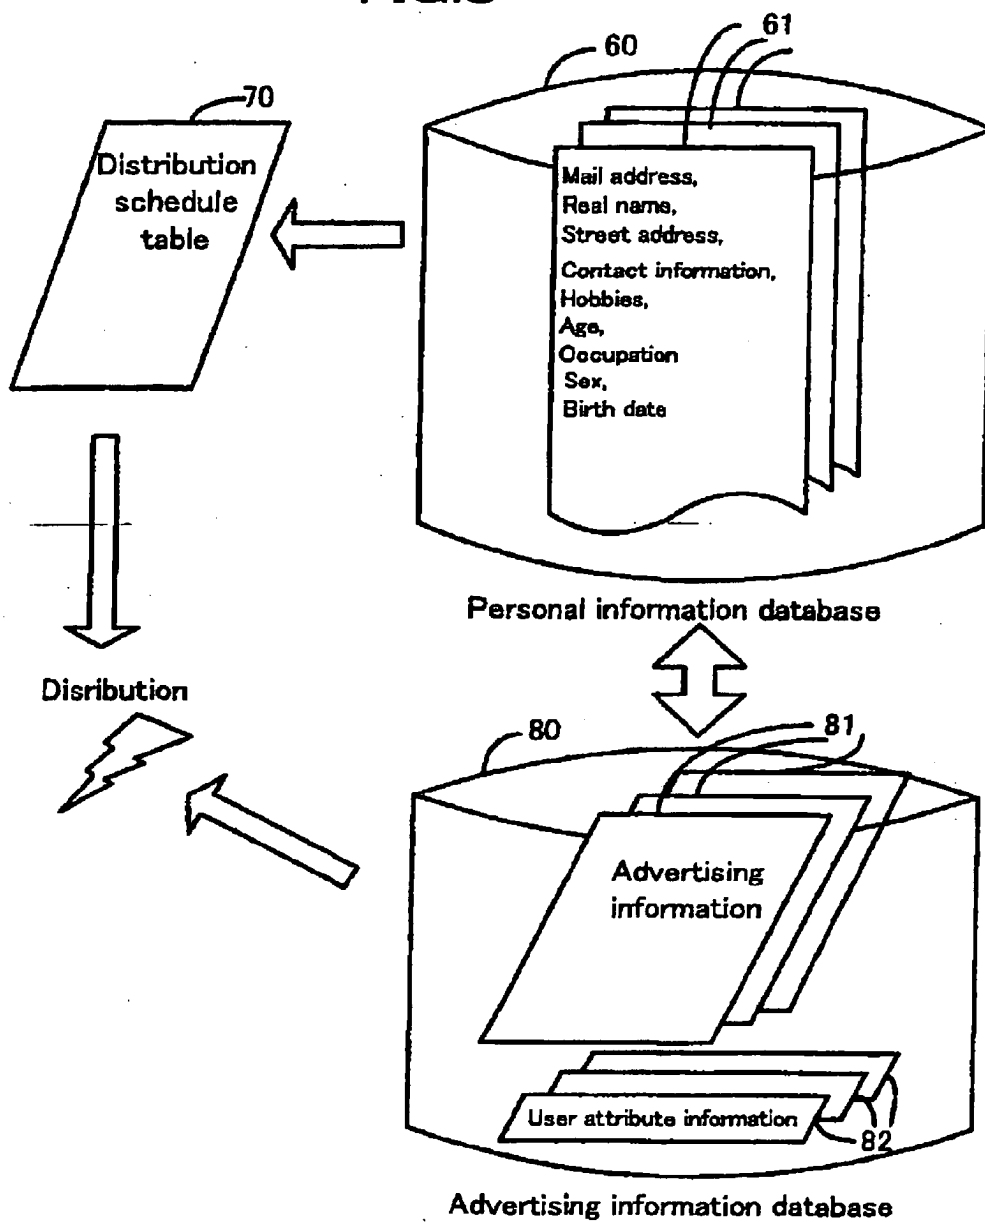 60
61
70
Distribution
schedule
table
Mail address,
Real name,
Street address,
Contact information,
Hobbies,
Age,
Occupation
Sex,
Birth date
Personal information database
Disribution
80
81
Advertising
information
User attribute information
82
Advertising information database